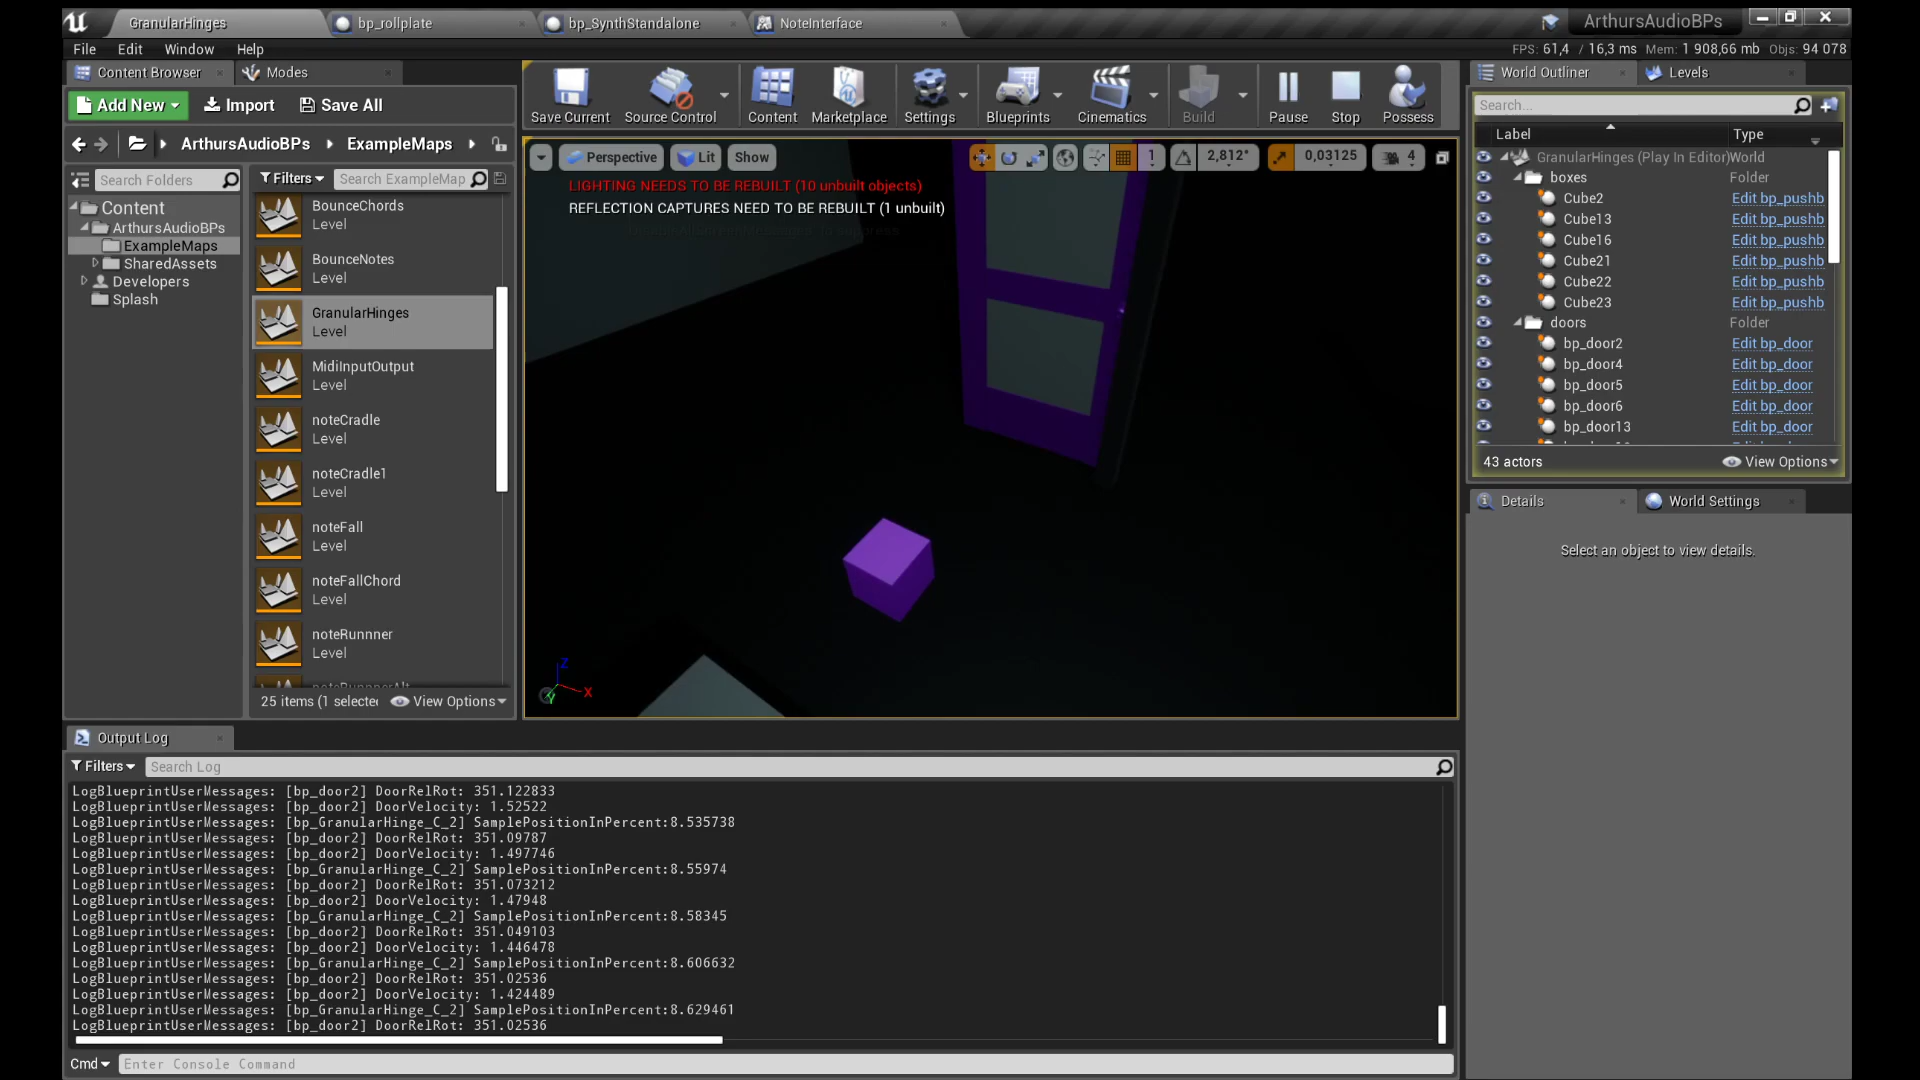 GranularHinges
bp_rollplate
bp_SynthStandalone
NoteInterface
ArthursAudioBPs
File Edit Window Help
FPS: 61,4 / 16,3 ms Mem: 1 908,66 mb Objs: 94 078
Content Browser
Modes
Add New
Import
Save All
ArthursAudioBPs
ExampleMaps
Search Folders
Filters
Search ExampleMap
Content
ArthursAudioBPs
ExampleMaps
SharedAssets
Developers
Splash
BounceChords
Level
BounceNotes
Level
GranularHinges
Level
MidiInputOutput
Level
noteCradle
Level
noteCradle1
Level
noteFall
Level
noteFallChord
Level
noteRunnner
Level
25 items (1 selected
View Options
Save Current
Source Control
Content
Marketplace
Settings
Blueprints
Cinematics
Build
Pause
Stop
Possess
Perspective
Lit
Show
1
2,812°
0,03125
4
LIGHTING NEEDS TO BE REBUILT (10 unbuilt objects)
REFLECTION CAPTURES NEED TO BE REBUILT (1 unbuilt)
Z
X
Y
World Outliner
Levels
Search...
Label
Type
GranularHinges (Play In Editor) World
boxes Folder
Cube2 Edit bp_pushb
Cube13 Edit bp_pushb
Cube16 Edit bp_pushb
Cube21 Edit bp_pushb
Cube22 Edit bp_pushb
Cube23 Edit bp_pushb
doors Folder
bp_door2 Edit bp_door
bp_door4 Edit bp_door
bp_door5 Edit bp_door
bp_door6 Edit bp_door
bp_door13 Edit bp_door
43 actors
View Options
Details
World Settings
Select an object to view details.
Output Log
Filters
Search Log
LogBlueprintUserMessages: [bp_door2] DoorRelRot: 351.122833
LogBlueprintUserMessages: [bp_door2] DoorVelocity: 1.52522
LogBlueprintUserMessages: [bp_GranularHinge_C_2] SamplePositionInPercent:8.535738
LogBlueprintUserMessages: [bp_door2] DoorRelRot: 351.09787
LogBlueprintUserMessages: [bp_door2] DoorVelocity: 1.497746
LogBlueprintUserMessages: [bp_GranularHinge_C_2] SamplePositionInPercent:8.55974
LogBlueprintUserMessages: [bp_door2] DoorRelRot: 351.073212
LogBlueprintUserMessages: [bp_door2] DoorVelocity: 1.47948
LogBlueprintUserMessages: [bp_GranularHinge_C_2] SamplePositionInPercent:8.58345
LogBlueprintUserMessages: [bp_door2] DoorRelRot: 351.049103
LogBlueprintUserMessages: [bp_door2] DoorVelocity: 1.446478
LogBlueprintUserMessages: [bp_GranularHinge_C_2] SamplePositionInPercent:8.606632
LogBlueprintUserMessages: [bp_door2] DoorRelRot: 351.02536
LogBlueprintUserMessages: [bp_door2] DoorVelocity: 1.424489
LogBlueprintUserMessages: [bp_GranularHinge_C_2] SamplePositionInPercent:8.629461
LogBlueprintUserMessages: [bp_door2] DoorRelRot: 351.02536
Cmd
Enter Console Command